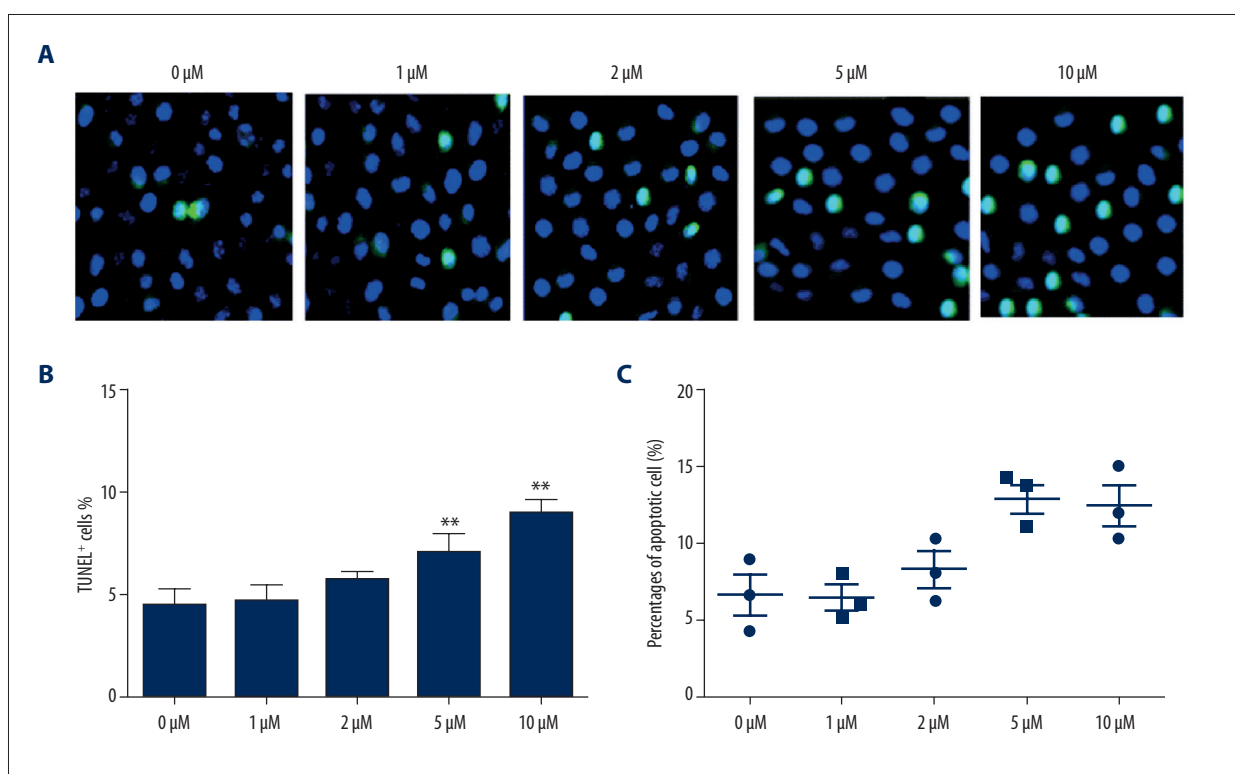 A
0 µM 1 µM 2 µM 5 µM 10 µM
B
15
10
5
0
TUNEL+ cells %
**
**
0 µM 1 µM 2 µM 5 µM 10 µM
C
20
15
10
5
0
Percentages of apoptotic cell (%)
0 µM 1 µM 2 µM 5 µM 10 µM